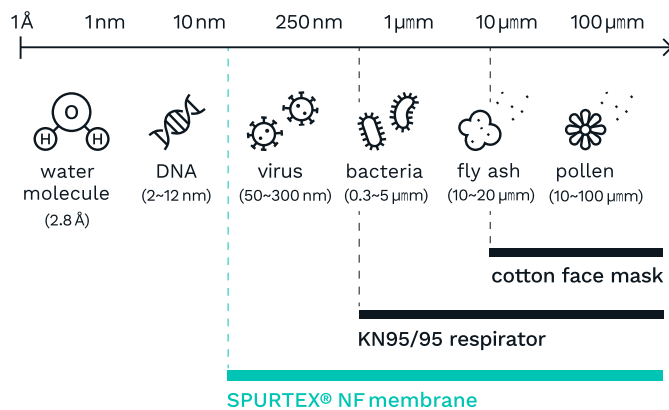 1Å 1nm 10nm 250nm 1μmm 10μmm 100μmm
O
H H
water molecule
(2.8Å)
DNA
(2~12 nm)
virus
(50~300 nm)
bacteria
(0.3~5 μmm)
fly ash
(10~20 μmm)
pollen
(10~100 μmm)
cotton face mask
KN95/95 respirator
SPURTEX® NF membrane